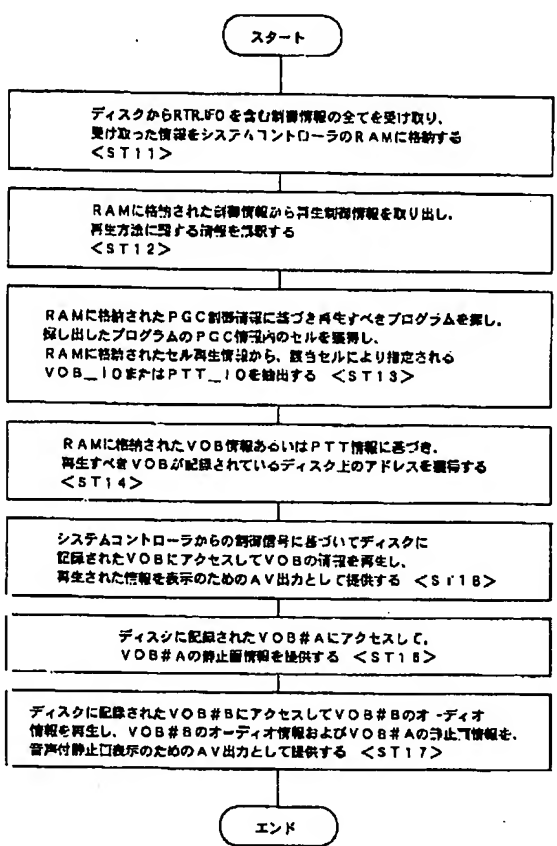 スタート
ディスクからRTR.IFOを含む制御情報の全てを受け取り、
受け取った情報をシステムコントローラのRAMに格納する
<ST11>
RAMに格納された制御情報から再生制御情報を取り出し、
再生方法に関する情報を解釈する
<ST12>
RAMに格納されたPGC制御情報に基づき再生すべきプログラムを探し、
探し出したプログラムのPGC情報内のセルを獲得し、
RAMに格納されたセル再生情報から、該当セルにより指定される
VOB__IDまたはPTT__IDを抽出する <ST13>
RAMに格納されたVOB情報あるいはPTT情報に基づき、
再生すべきVOBが記録されているディスク上のアドレスを獲得する
<ST14>
システムコントローラからの制御信号に基づいてディスクに
記録されたVOBにアクセスしてVOBの情報を再生し、
再生された情報を表示のためのAV出力として提供する
ディスクに記録されたVOB#Aにアクセスして、
VOB#Aの静止画情報を提供する <ST16>
ディスクに記録されたVOB#BにアクセスしてVOB#Bのオーディオ
情報を再生し、VOB#Bのオーディオ情報およびVOB#Aの静止画情報を、
音声付静止画表示のためのAV出力として提供する <ST17>
エンド